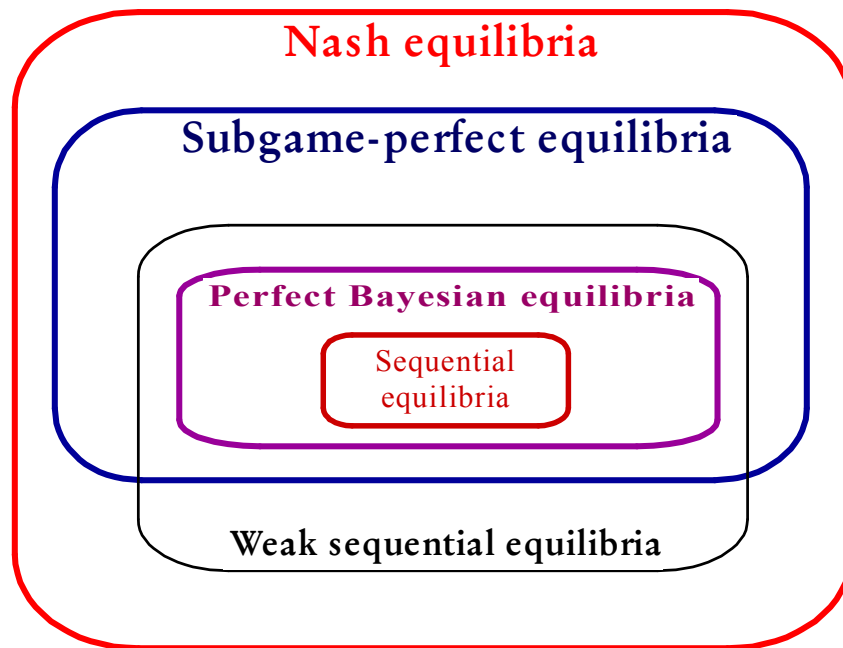 Nash equilibria
Subgame-perfect equilibria
Perfect Bayesian equilibria
Sequential
equilibria
Weak sequential equilibria